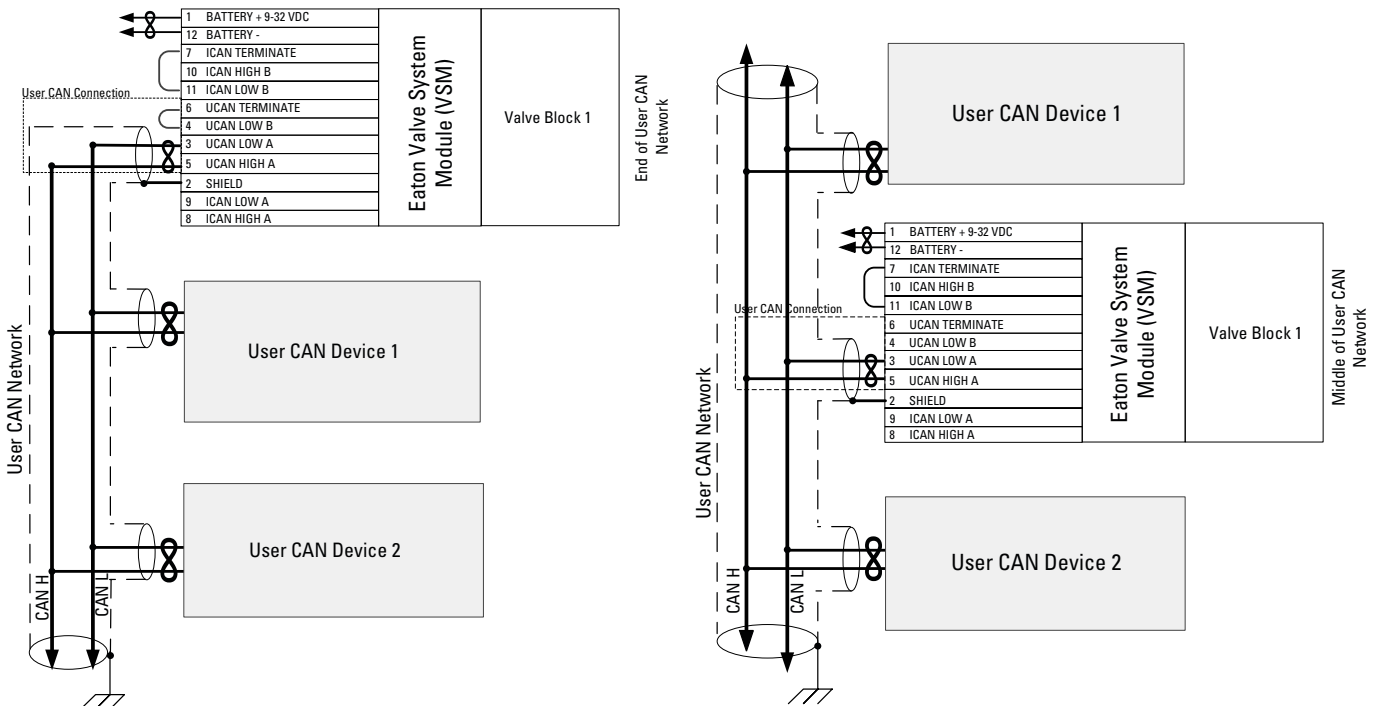 1 BATTERY + 9-32 VDC
12 BATTERY -
7 ICAN TERMINATE
10 ICAN HIGH B
11 ICAN LOW B
6 UCAN TERMINATE
4 UCAN LOW B
3 UCAN LOW A
5 UCAN HIGH A
2 SHIELD
9 ICAN LOW A
8 ICAN HIGH A
User CAN Connection
Eaton Valve System
Module (VSM)
Valve Block 1
End of User CAN
Network
User CAN Device 1
User CAN Device 2
User CAN Network
CAN H
CAN L
User CAN Device 1
1 BATTERY + 9-32 VDC
12 BATTERY -
7 ICAN TERMINATE
10 ICAN HIGH B
11 ICAN LOW B
6 UCAN TERMINATE
4 UCAN LOW B
3 UCAN LOW A
5 UCAN HIGH A
2 SHIELD
9 ICAN LOW A
8 ICAN HIGH A
User CAN Connection
Eaton Valve System
Module (VSM)
Valve Block 1
Middle of User CAN
Network
User CAN Device 2
User CAN Network
CAN H
CAN L